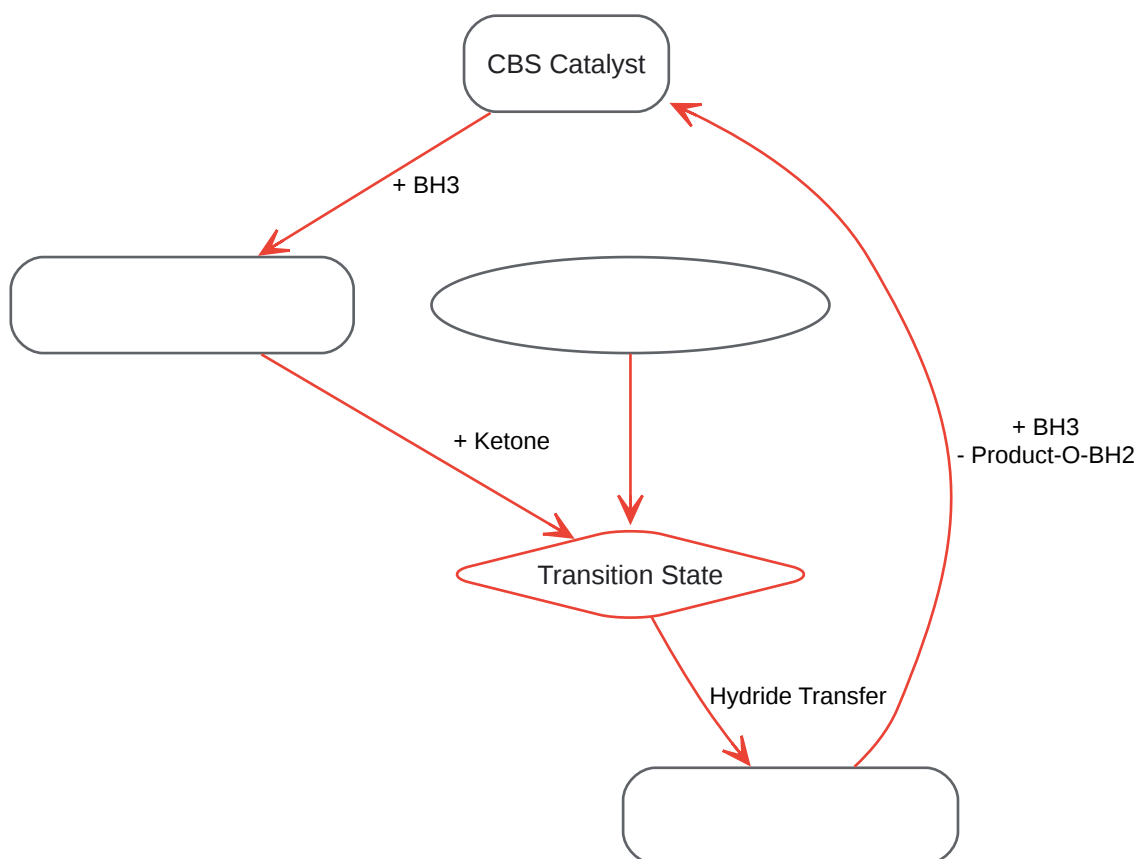 CBS Catalyst
+ BH3
+ Ketone
+ BH3
- Product-O-BH2
Transition State
Hydride Transfer